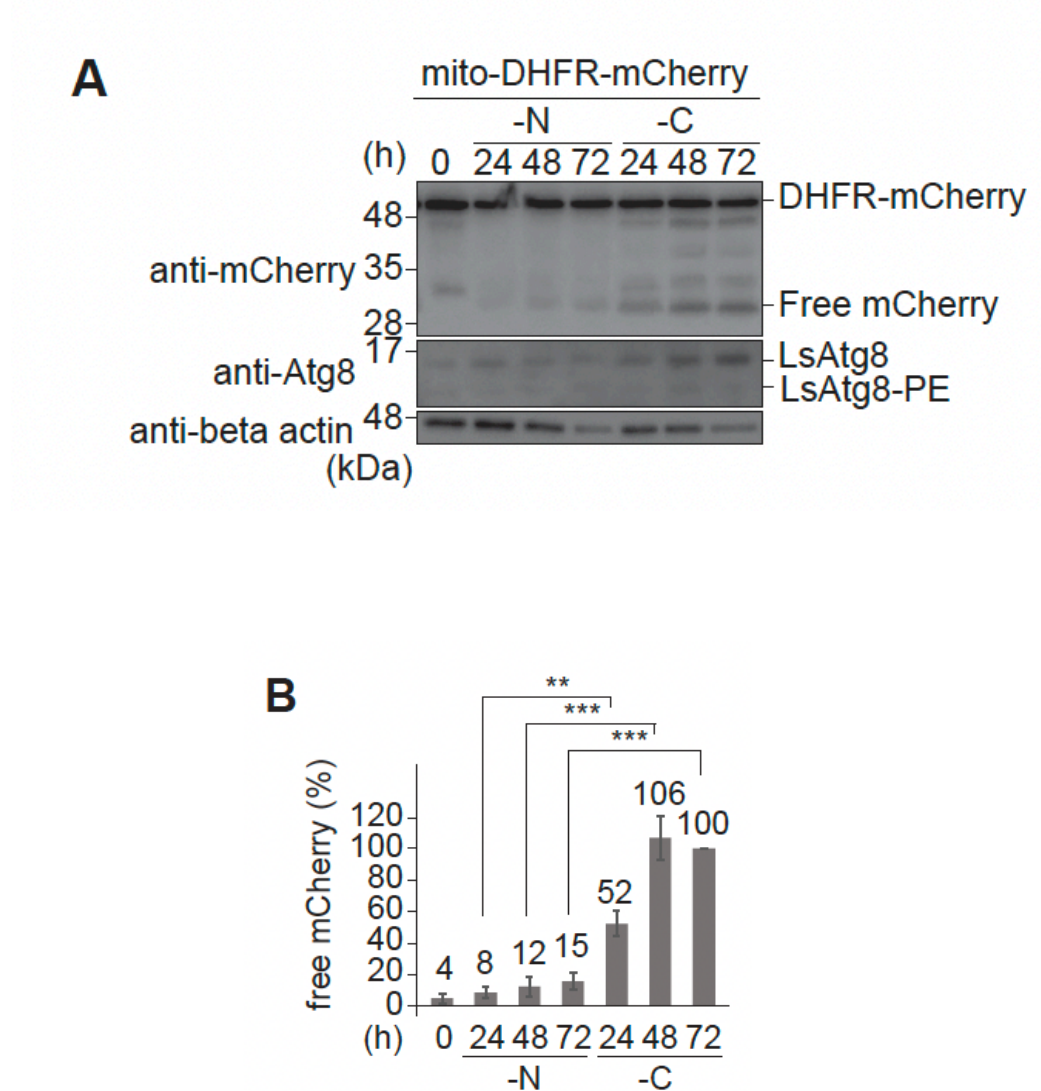 A
mito-DHFR-mCherry
-N -C
(h) 0 24 48 72 24 48 72
DHFR-mCherry
48
anti-mCherry 35
Free mCherry
28
17
LsAtg8
anti-Atg8
LsAtg8-PE
48
anti-beta actin
(kDa)
B
**
***
***
free mCherry (%)
120
100
80
60
40
20
0
4 8 12 15 52 106 100
(h) 0 24 48 72 24 48 72
-N -C